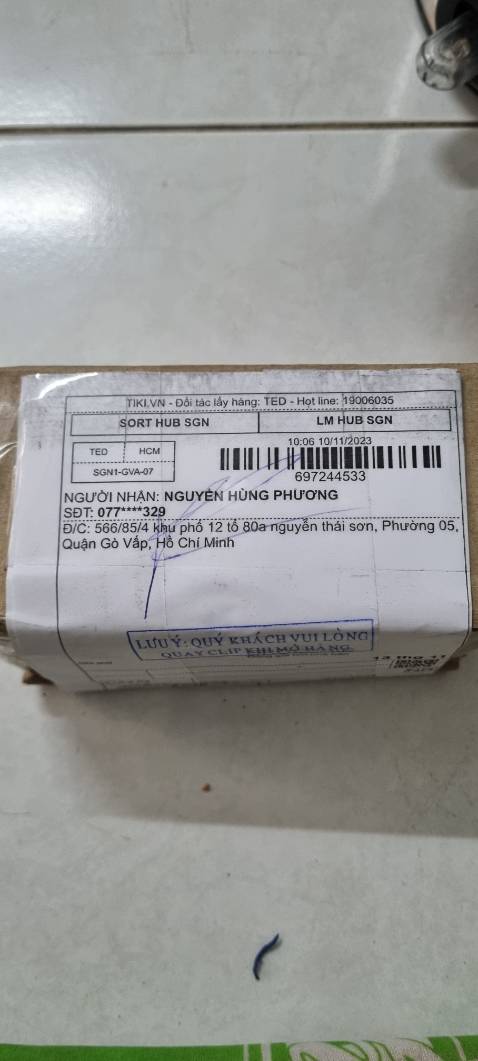 TIKI.VN - Đối tác lấy hàng: TED - Hot line: 19006035
SORT HUB SGN LM HUB SGN
TED HCM
SGN1-GVA-07
10:06 10/11/2023
697244533
NGƯỜI NHẬN: NGUYỄN HÙNG PHƯƠNG
SĐT: 077****329
Đ/C: 566/85/4 khu phố 12 tổ 80a nguyễn thái sơn, Phường 05,
Quận Gò Vấp, Hồ Chí Minh
LƯU Ý: QUÝ KHÁCH VUI LÒNG
QUAY CLIP KHI MỞ HÀNG